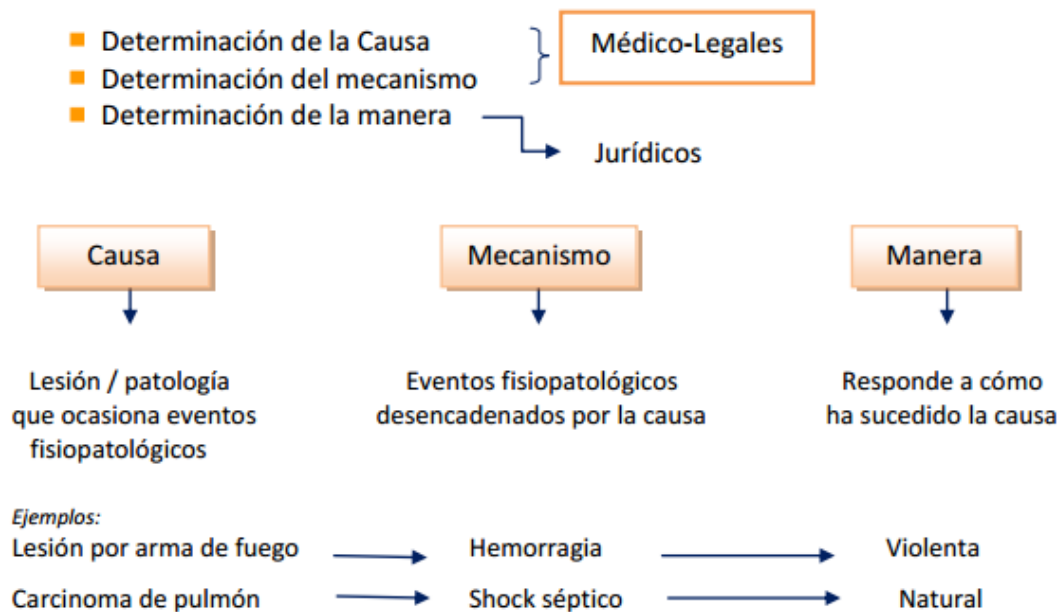 Determinación de la Causa
Determinación del mecanismo
Determinación de la manera
Médico-Legales
Jurídicos
Causa
Mecanismo
Manera
Lesión / patología
que ocasiona eventos
fisiopatológicos
Eventos fisiopatológicos
desencadenados por la causa
Responde a cómo
ha sucedido la causa
Ejemplos:
Lesión por arma de fuego
Hemorragia
Violenta
Carcinoma de pulmón
Shock séptico
Natural